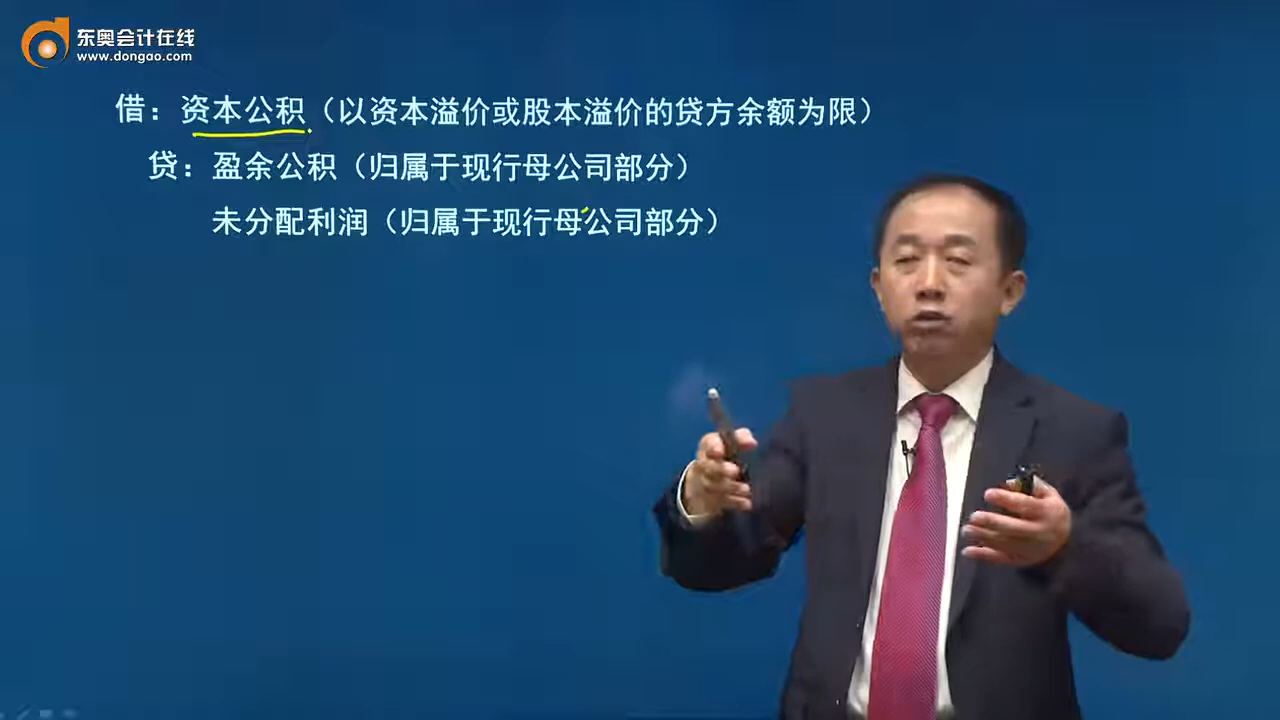 东奥会计在线
www.dongao.com
借：资本公积（以资本溢价或股本溢价的贷方余额为限）
贷：盈余公积（归属于现行母公司部分）
未分配利润（归属于现行母公司部分）